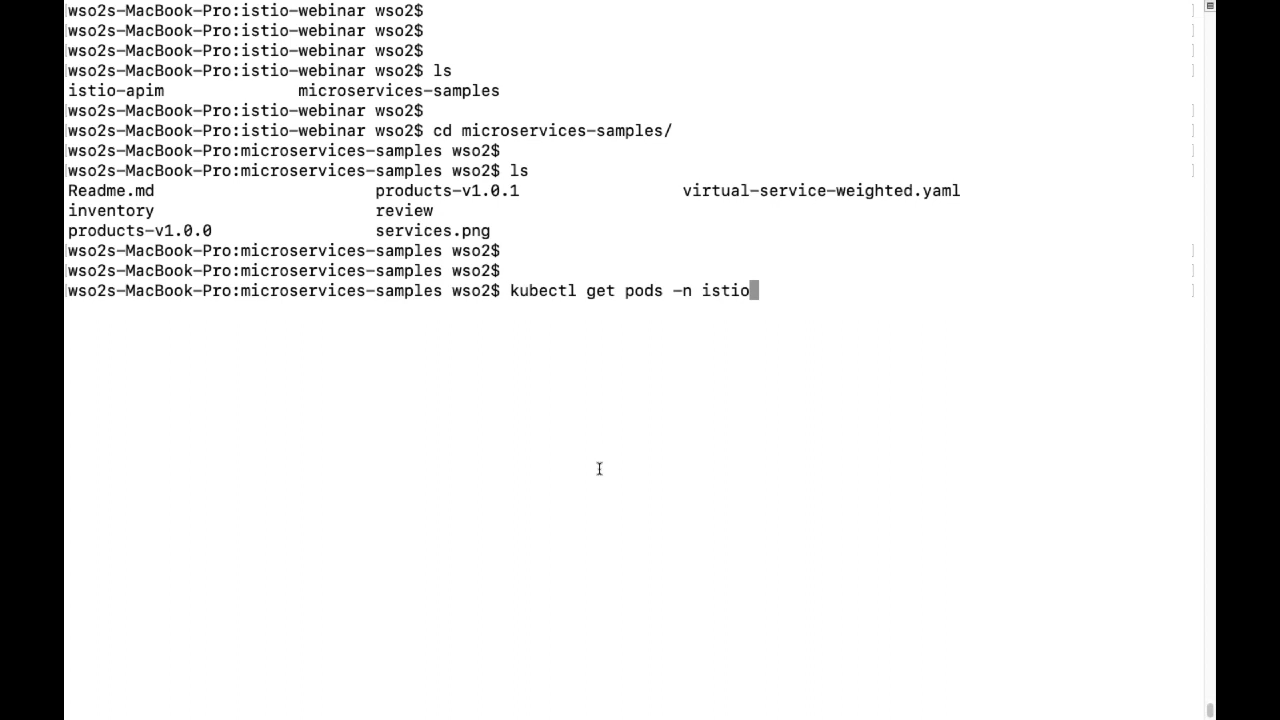 wso2s-MacBook-Pro:istio-webinar wso2$
wso2s-MacBook-Pro:istio-webinar wso2$
wso2s-MacBook-Pro:istio-webinar wso2$
wso2s-MacBook-Pro:istio-webinar wso2$ ls
istio-apim microservices-samples
wso2s-MacBook-Pro:istio-webinar wso2$
wso2s-MacBook-Pro:istio-webinar wso2$ cd microservices-samples/
wso2s-MacBook-Pro:microservices-samples wso2$
wso2s-MacBook-Pro:microservices-samples wso2$ ls
Readme.md products-v1.0.1 virtual-service-weighted.yaml
inventory review
products-v1.0.0 services.png
wso2s-MacBook-Pro:microservices-samples wso2$
wso2s-MacBook-Pro:microservices-samples wso2$
wso2s-MacBook-Pro:microservices-samples wso2$ kubectl get pods -n istio